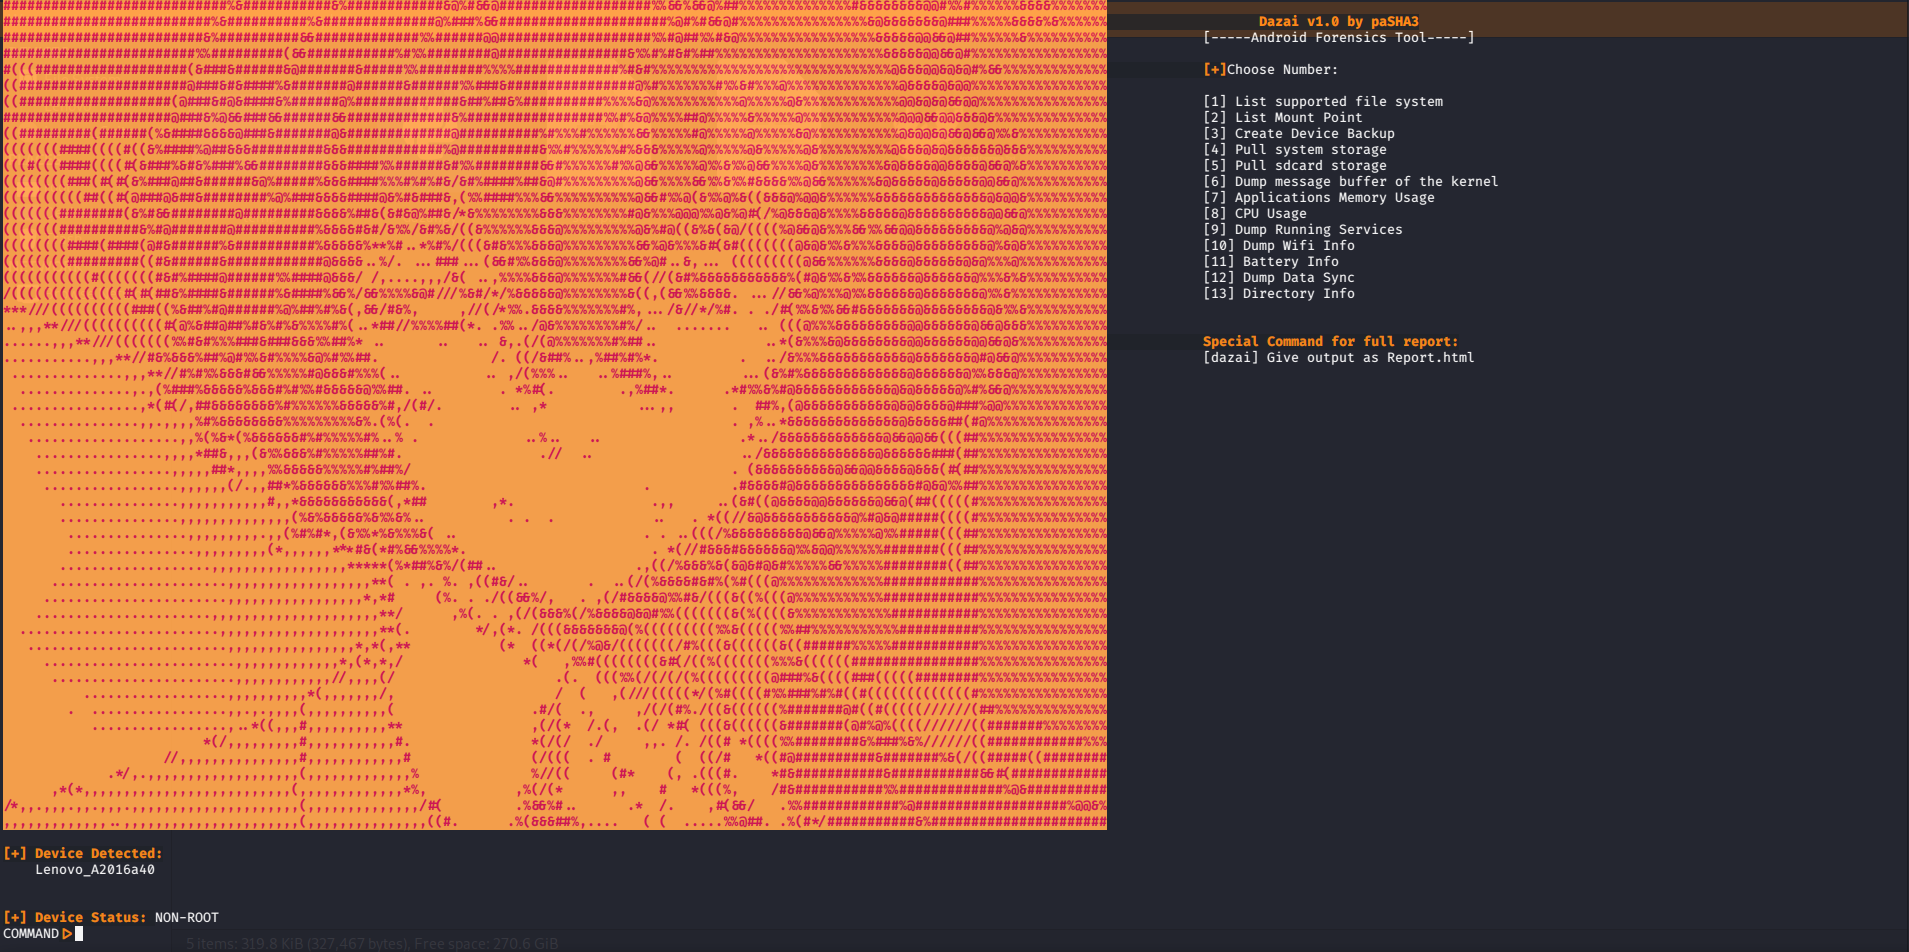 Dazai v1.0 by paSHA3
[-----Android Forensics Tool-----]
[+]Choose Number:
[1] List supported file system
[2] List Mount Point
[3] Create Device Backup
[4] Pull system storage
[5] Pull sdcard storage
[6] Dump message buffer of the kernel
[7] Applications Memory Usage
[8] CPU Usage
[9] Dump Running Services
[10] Dump Wifi Info
[11] Battery Info
[12] Dump Data Sync
[13] Directory Info
Special Command for full report:
[dazai] Give output as Report.html
[+] Device Detected:
Lenovo_A2016a40
[+] Device Status: NON-ROOT
COMMAND
5 items: 319.8 KiB (327,467 bytes), Free space: 270.6 GiB